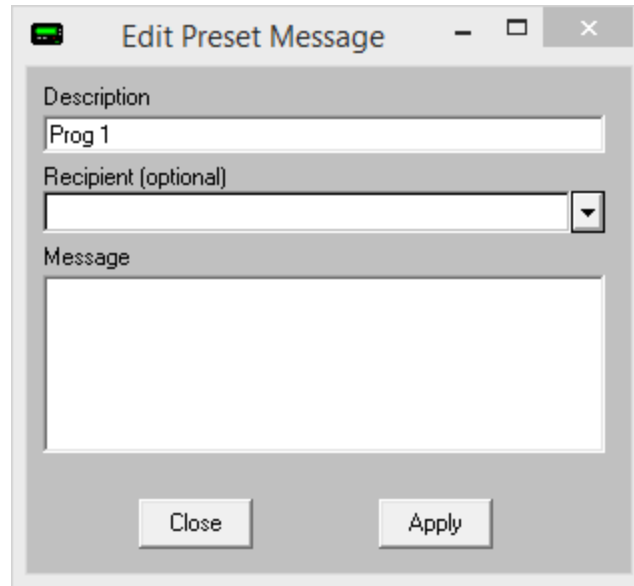 Edit Preset Message
Description
Prog 1
Recipient (optional)
Message
Close Apply